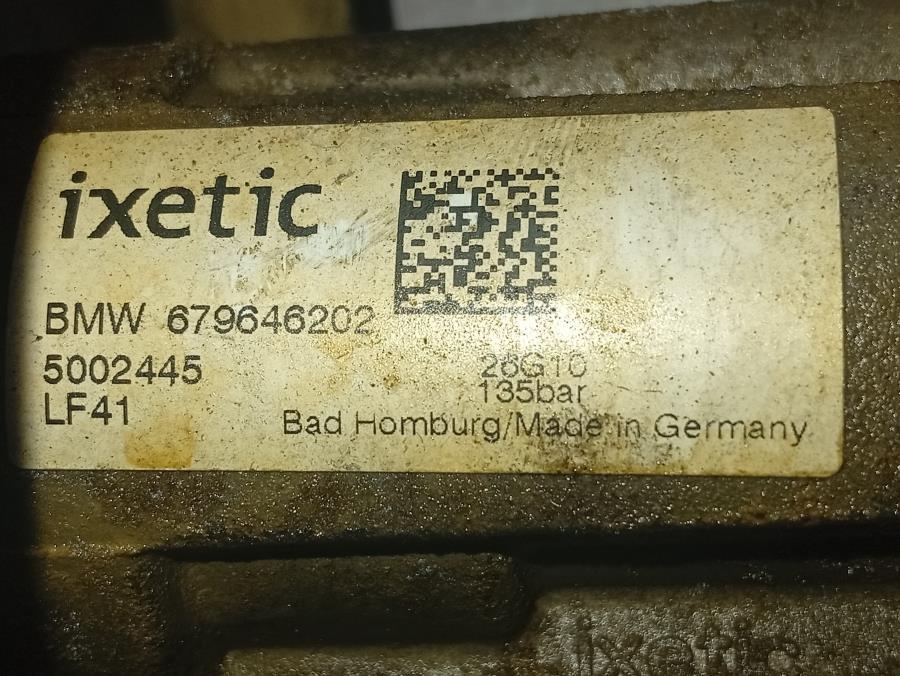 ixetic
BMW 679646202
5002445
LF41
26G10
135bar
Bad Homburg/Made in Germany
ixetic